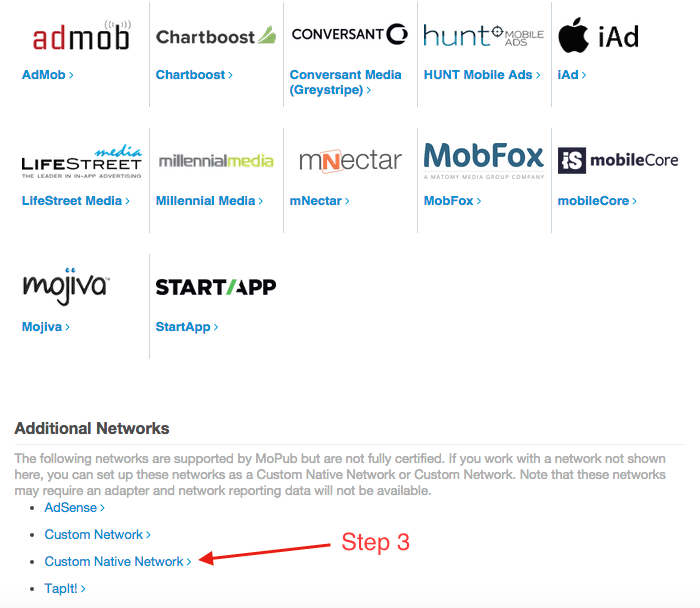 admob
Chartboost
CONVERSANT
hunt MOBILE ADS
iAd
AdMob ›
Chartboost ›
Conversant Media
(Greystripe) ›
HUNT Mobile Ads ›
iAd ›
LIFESTREET media
THE LEADER IN IN-APP ADVERTISING
millennialmedia
mNectar
MobFox
A MATOMY MEDIA GROUP COMPANY
iS mobileCore
LifeStreet Media ›
Millennial Media ›
mNectar ›
MobFox ›
mobileCore ›
mojiva™
STARTAPP
Mojiva ›
StartApp ›
Additional Networks
The following networks are supported by MoPub but are not fully certified. If you work with a network not shown
here, you can set up these networks as a Custom Native Network or Custom Network. Note that these networks
may require an adapter and network reporting data will not be available.
• AdSense ›
• Custom Network ›
• Custom Native Network ›
Step 3
• TapIt! ›